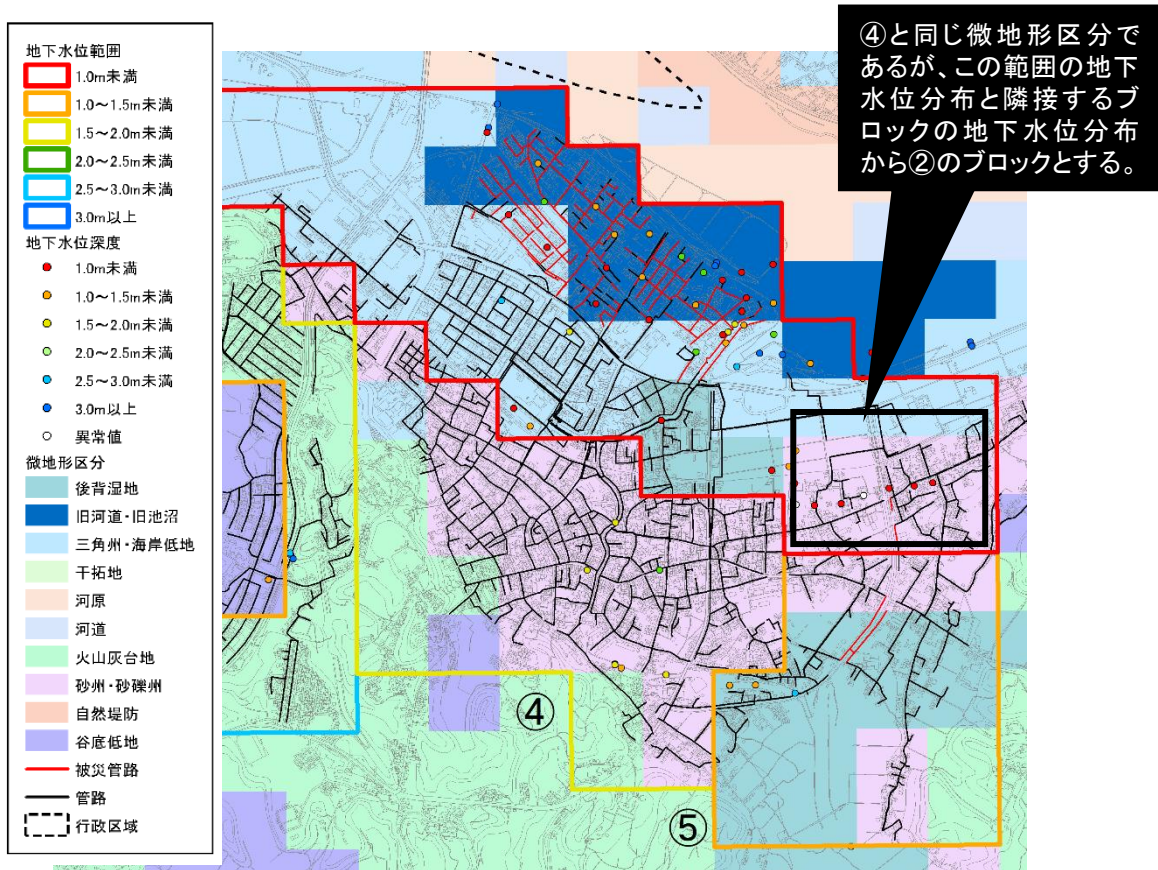 地下水位範囲
1.0m未満
1.0～1.5m未満
1.5～2.0m未満
2.0～2.5m未満
2.5～3.0m未満
3.0m以上
地下水位深度
1.0m未満
1.0～1.5m未満
1.5～2.0m未満
2.0～2.5m未満
2.5～3.0m未満
3.0m以上
異常値
微地形区分
後背湿地
旧河道・旧池沼
三角州・海岸低地
干拓地
河原
河道
火山灰台地
砂州・砂礫州
自然堤防
谷底低地
被災管路
管路
行政区域
④と同じ微地形区分で
あるが、この範囲の地下
水位分布と隣接するブ
ロックの地下水位分布
から②のブロックとする。
④
⑤